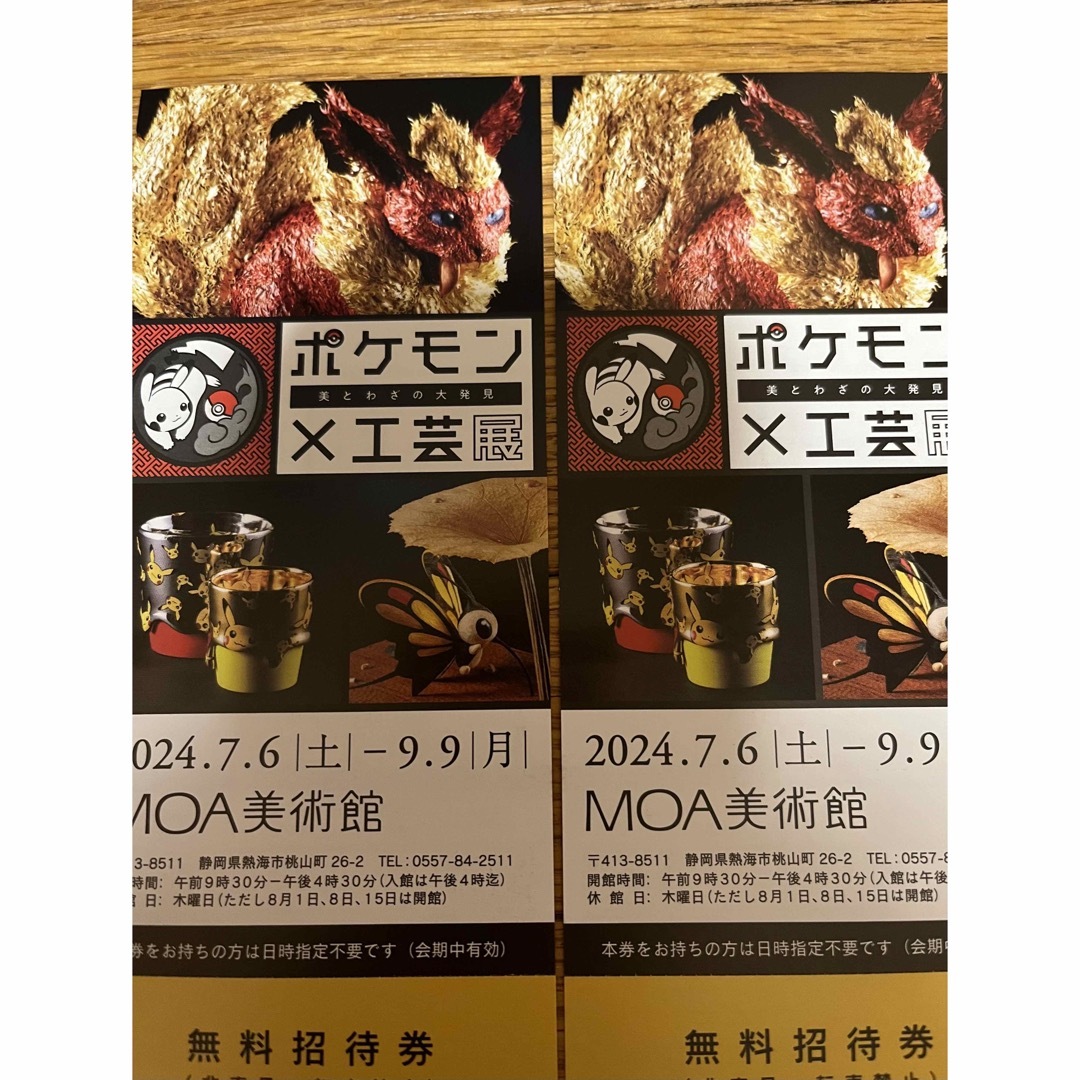 ポケモン
美とわざの大発見
×工芸展
024.7.6|土|－9.9|月|
MOA美術館
3-8511 静岡県熱海市桃山町26-2 TEL:0557-84-2511
時間: 午前9時30分－午後4時30分(入館は午後4時迄)
日: 木曜日(ただし8月1日、8日、15日は開館)
券をお持ちの方は日時指定不要です（会期中有効）
無料招待券
ポケモン
美とわざの大発見
×工芸展
2024.7.6|土|－9.9
MOA美術館
〒413-8511 静岡県熱海市桃山町26-2 TEL:0557-8
開館時間: 午前9時30分－午後4時30分(入館は午後
休館日: 木曜日(ただし8月1日、8日、15日は開館)
本券をお持ちの方は日時指定不要です（会期中
無料招待券